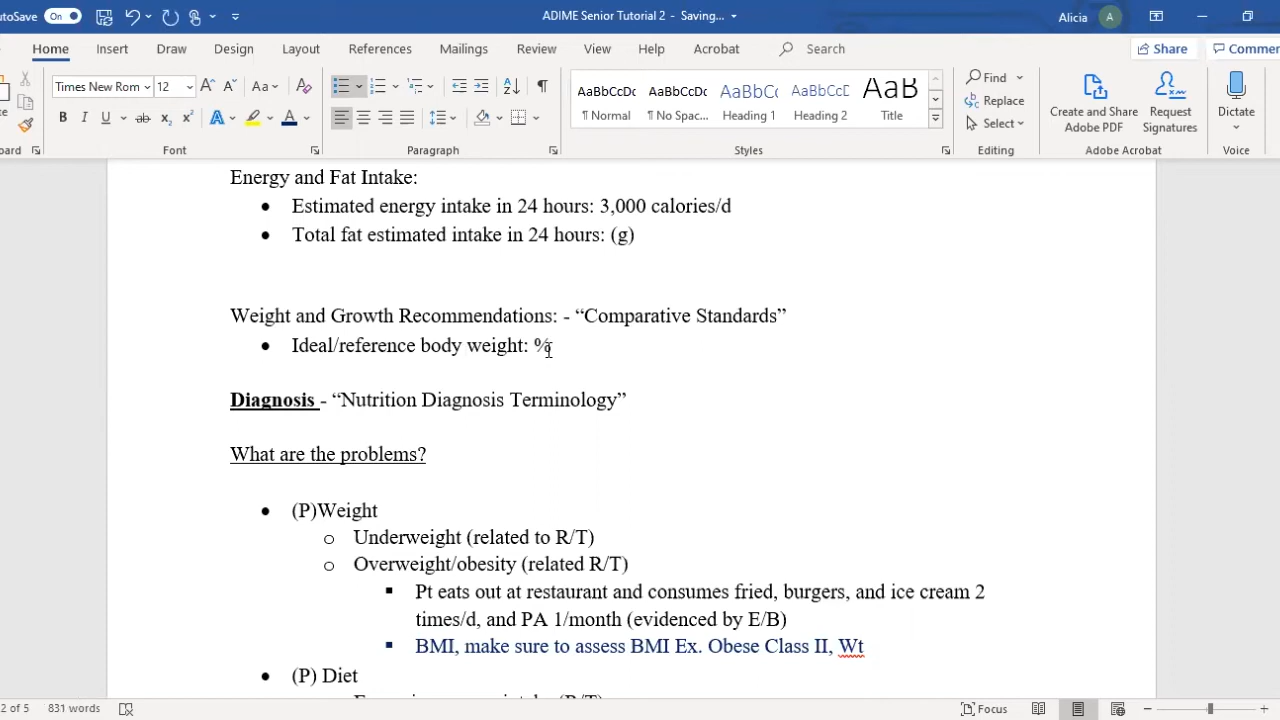 AutoSave On ADIME Senior Tutorial 2 - Saving... Alicia A
Home Insert Draw Design Layout References Mailings Review View Help Acrobat Search Share Comme
Times New Rom 12 Aa
B I U ab x₂ x² A A
AaBbCcDc AaBbCcDc AaBbCc AaBbCcD AaB
¶ Normal ¶ No Spac... Heading 1 Heading 2 Title
Find Replace Select
Create and Share Adobe PDF
Request Signatures
Dictate
Font Paragraph Styles Editing Adobe Acrobat Voice
Energy and Fat Intake:
• Estimated energy intake in 24 hours: 3,000 calories/d
• Total fat estimated intake in 24 hours: (g)
Weight and Growth Recommendations: - “Comparative Standards”
• Ideal/reference body weight: %
Diagnosis - “Nutrition Diagnosis Terminology”
What are the problems?
• (P)Weight
o Underweight (related to R/T)
o Overweight/obesity (related R/T)
▪ Pt eats out at restaurant and consumes fried, burgers, and ice cream 2
times/d, and PA 1/month (evidenced by E/B)
▪ BMI, make sure to assess BMI Ex. Obese Class II, Wt
• (P) Diet
2 of 5 831 words Focus